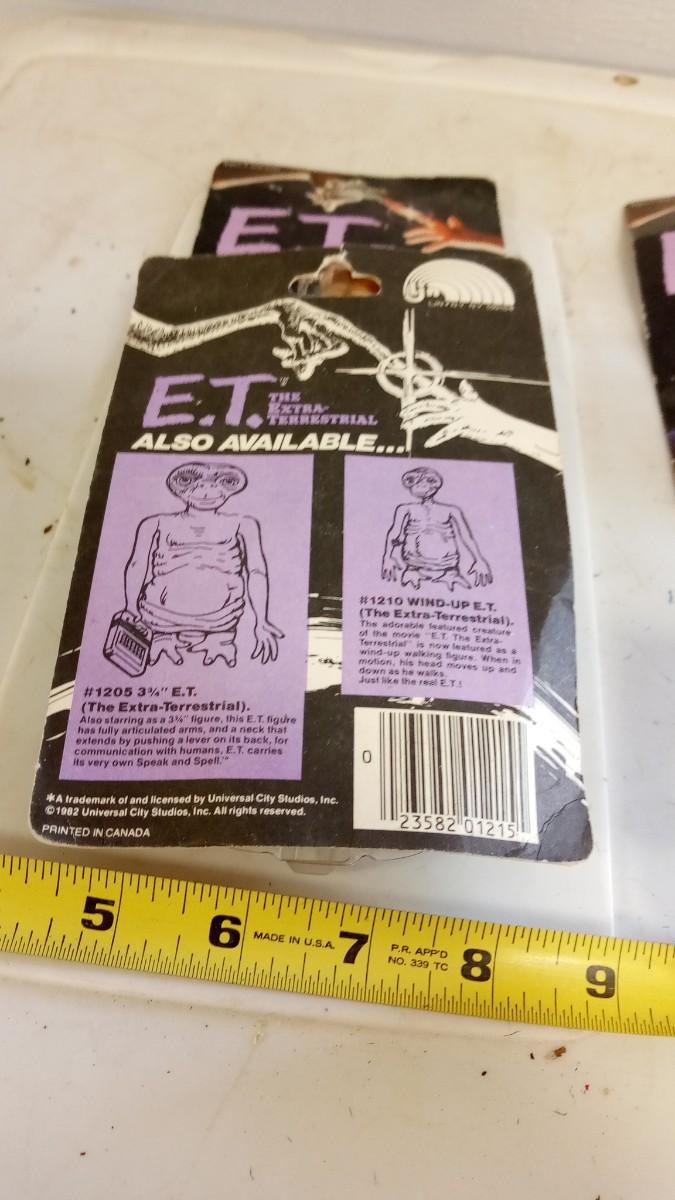 E.T.
E.T.™ THE
EXTRA-
TERRESTRIAL
ALSO AVAILABLE...
#1205 3¾" E.T.
(The Extra-Terrestrial).
Also starring as a 3¾" figure, this E.T. figure
has fully articulated arms, and a neck that
extends by pushing a lever on its back, for
communication with humans, E.T. carries
its very own Speak and Spell.™
#1210 WIND-UP E.T.
(The Extra-Terrestrial).
The adorable featured creature
of the movie "E.T. The Extra-
Terrestrial" is now featured as a
wind-up walking figure. When in
motion, his head moves up and
down as he walks.
Just like the real E.T.!
*A trademark of and licensed by Universal City Studios, Inc.
©1982 Universal City Studios, Inc. All rights reserved.
PRINTED IN CANADA
0 23582 01215
5 6 MADE IN U.S.A. 7 P.R. APP'D 8 9
NO. 339 TC